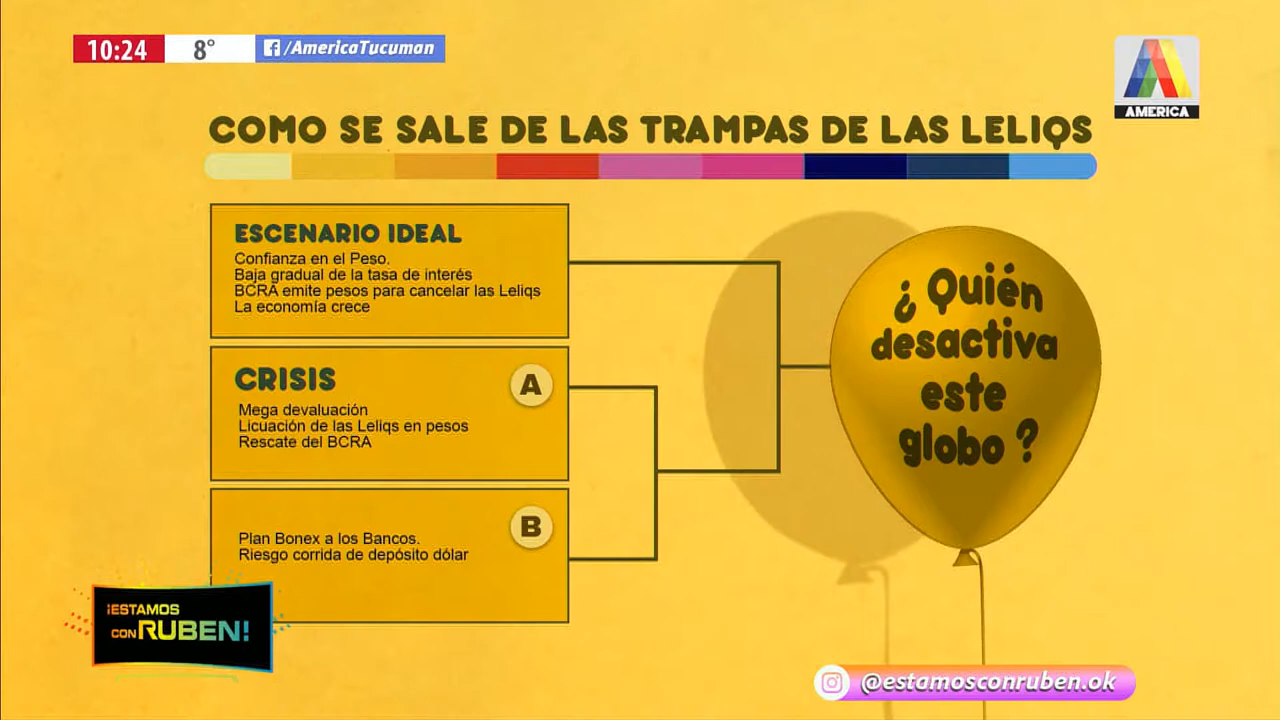 10:24 8° /AmericaTucuman
AMERICA
COMO SE SALE DE LAS TRAMPAS DE LAS LELIQS
ESCENARIO IDEAL
Confianza en el Peso.
Baja gradual de la tasa de interés
BCRA emite pesos para cancelar las Leliqs
La economía crece
CRISIS
A
Mega devaluación
Licuación de las Leliqs en pesos
Rescate del BCRA
B
Plan Bonex a los Bancos.
Riesgo corrida de depósito dólar
¿Quién
desactiva
este
globo?
¡ESTAMOS
CON RUBEN!
@estamosconruben.ok